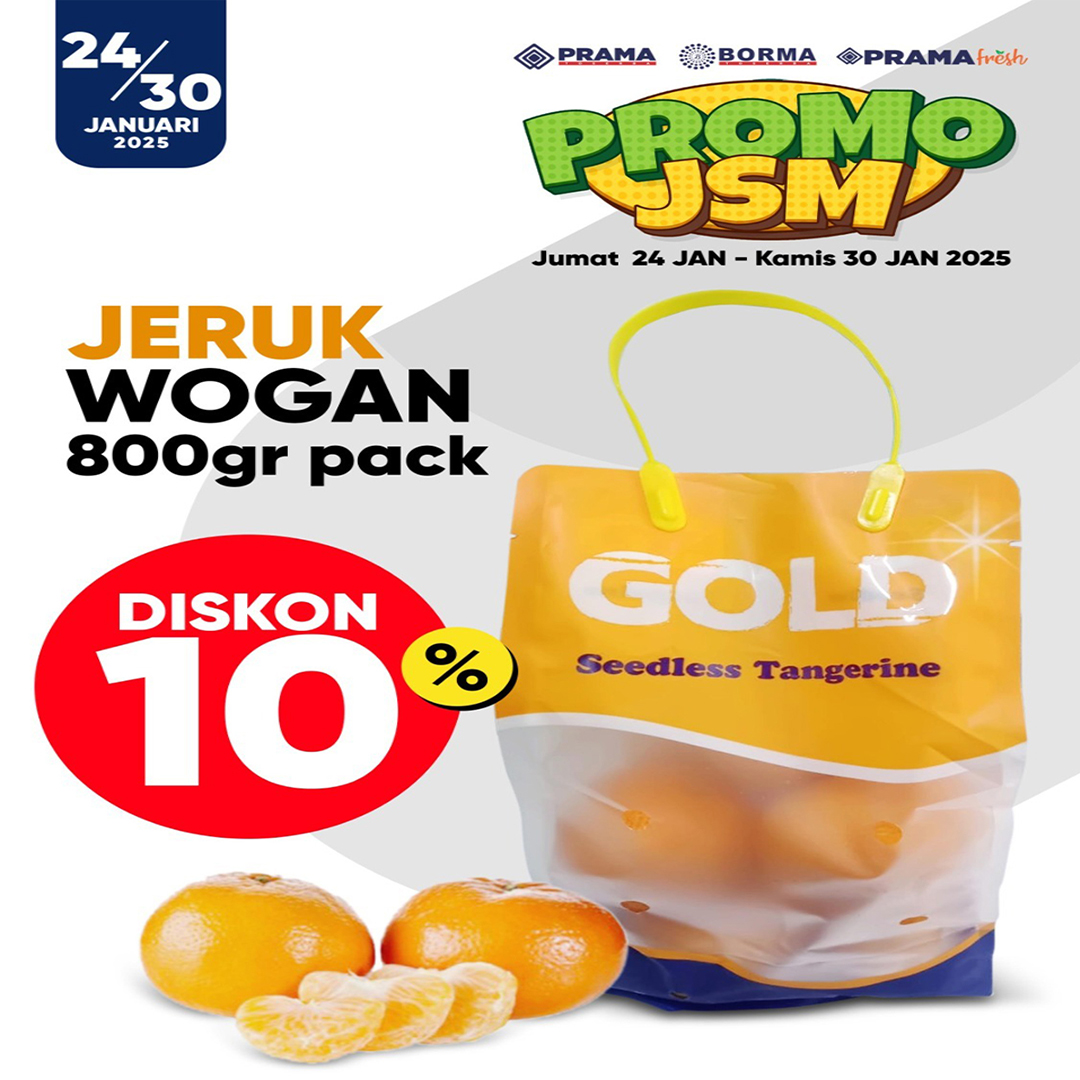 24/30
JANUARI
2025
PRAMA
BORMA
PRAMA fresh
PROMO
JSM
Jumat 24 JAN - Kamis 30 JAN 2025
JERUK
WOGAN
800gr pack
DISKON
10%
GOLD
Seedless Tangerine